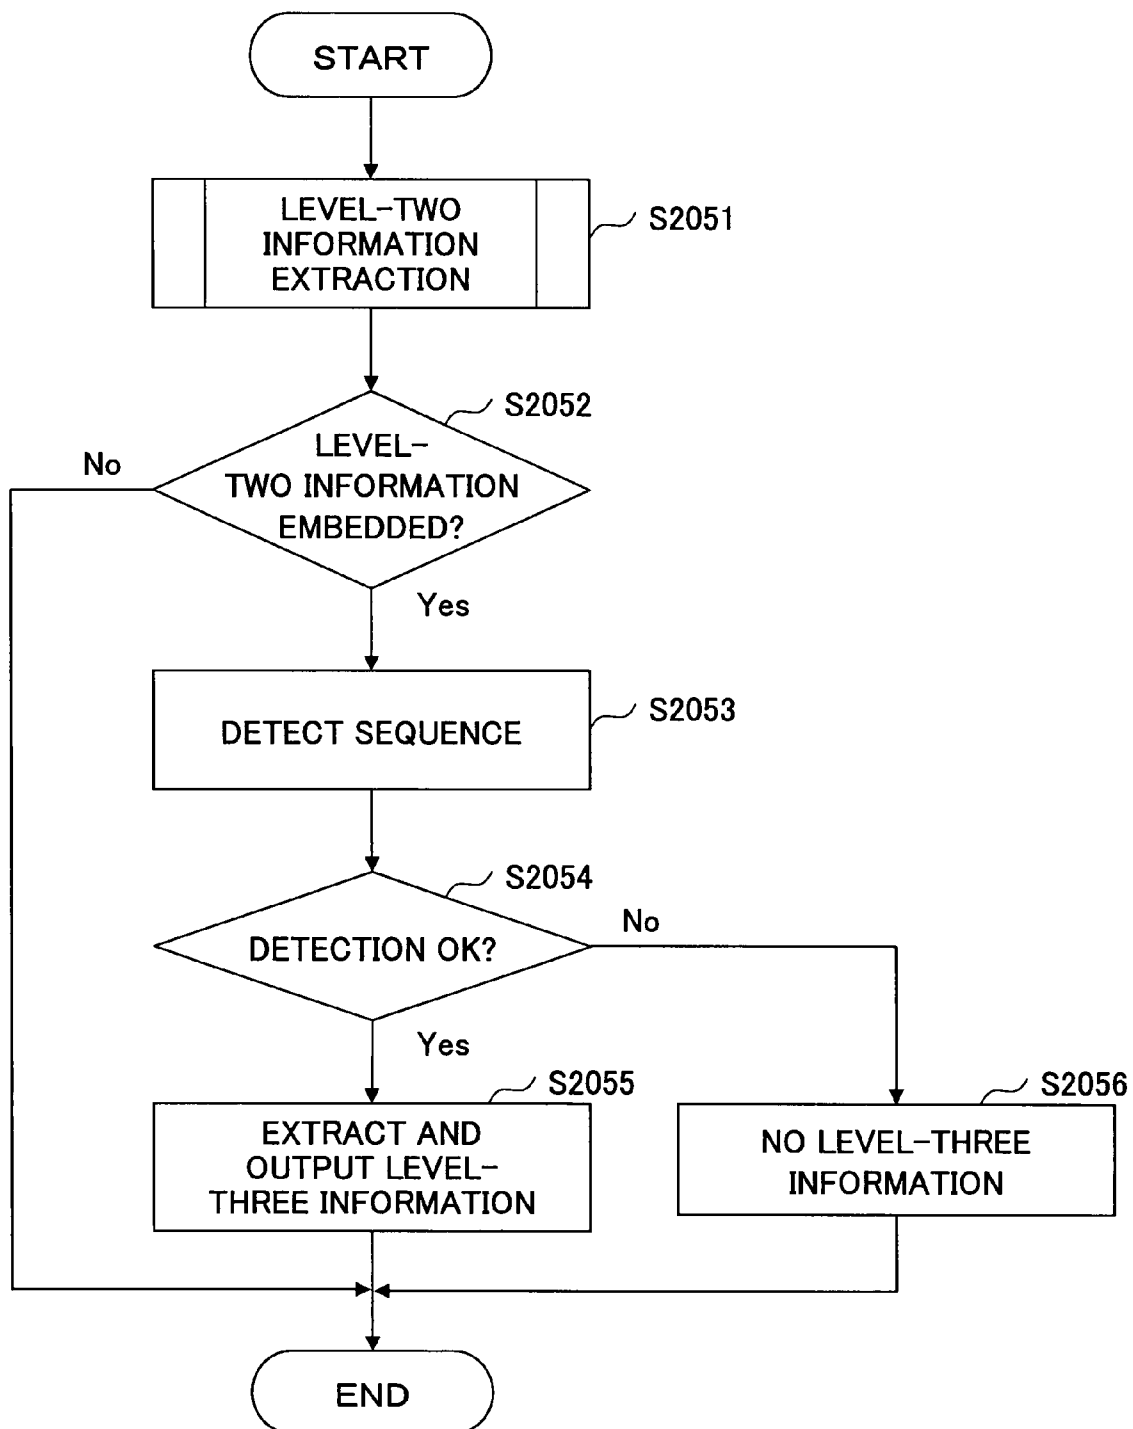 START
LEVEL-TWO
INFORMATION
EXTRACTION
S2051
S2052
LEVEL-
TWO INFORMATION
EMBEDDED?
No
Yes
DETECT SEQUENCE
S2053
S2054
DETECTION OK?
No
Yes
S2055
EXTRACT AND
OUTPUT LEVEL-
THREE INFORMATION
S2056
NO LEVEL-THREE
INFORMATION
END